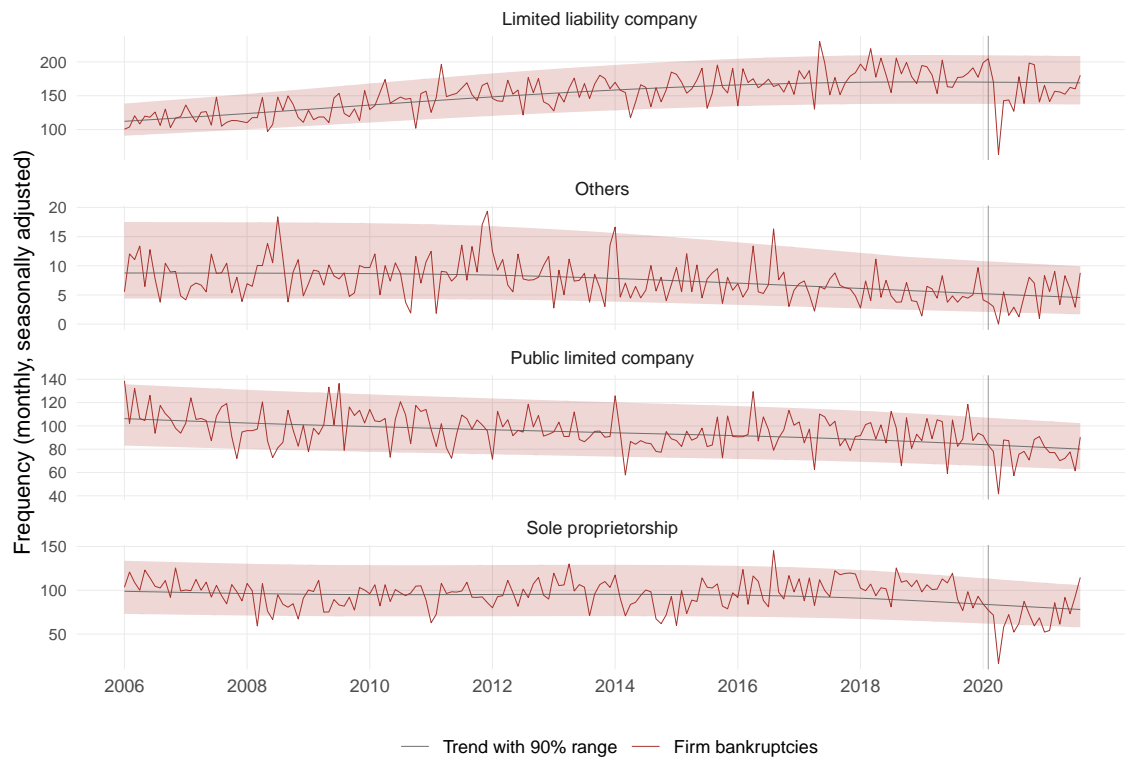 Limited liability company
200
150
100
Others
20
15
10
5
0
Public limited company
140
120
100
80
60
40
Sole proprietorship
150
100
50
2006 2008 2010 2012 2014 2016 2018 2020
Frequency (monthly, seasonally adjusted)
Trend with 90% range Firm bankruptcies